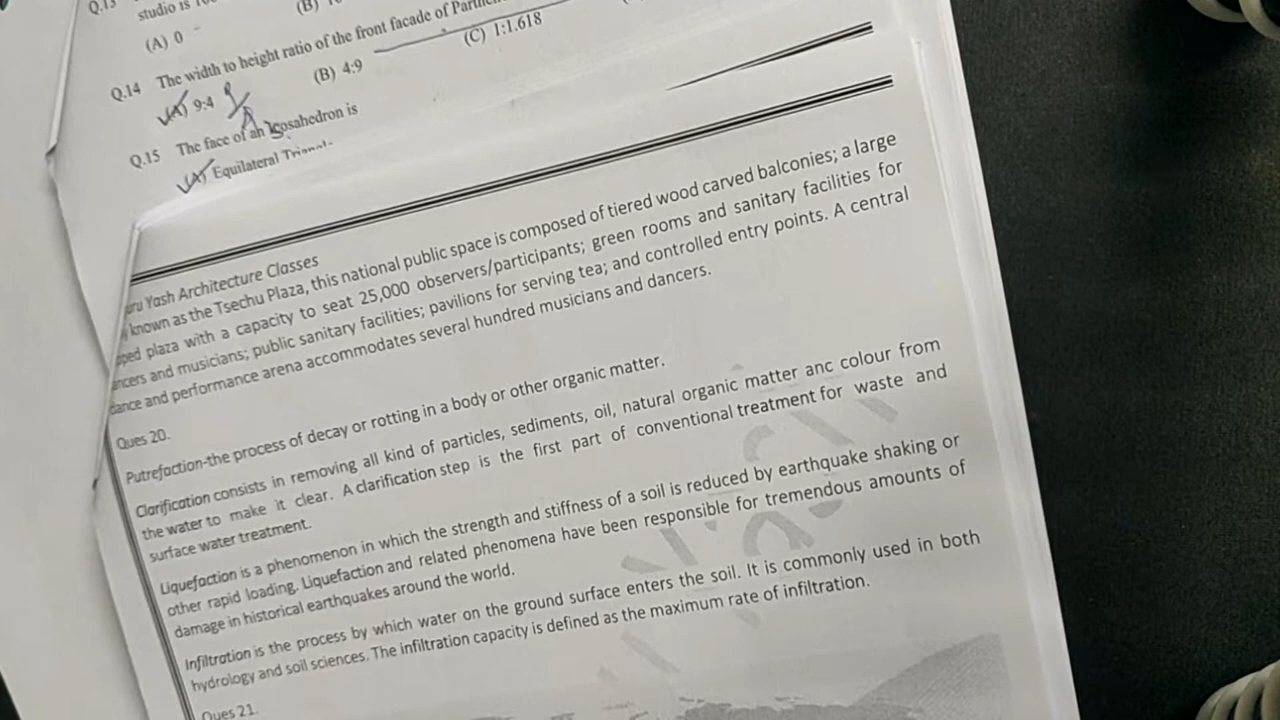 Q.13
studio is
(A) 0
(B)
Q.14 The width to height ratio of the front facade of
(A) 9:4
(B) 4:9
(C) 1:1.618
Q.15 The face of an Icosahedron is
(A) Equilateral
Yash Architecture Classes
known as the Tsechu Plaza, this national public space is composed of tiered wood carved balconies; a large
plaza with a capacity to seat 25,000 observers/participants; green rooms and sanitary facilities for
and musicians; public sanitary facilities; pavilions for serving tea; and controlled entry points. A central
dance and performance arena accommodates several hundred musicians and dancers.
Ques 20.
Putrefaction-the process of decay or rotting in a body or other organic matter.
Clarification consists in removing all kind of particles, sediments, oil, natural organic matter anc colour from
the water to make it clear. A clarification step is the first part of conventional treatment for waste and
surface water treatment.
Liquefaction is a phenomenon in which the strength and stiffness of a soil is reduced by earthquake shaking or
other rapid loading. Liquefaction and related phenomena have been responsible for tremendous amounts of
damage in historical earthquakes around the world.
Infiltration is the process by which water on the ground surface enters the soil. It is commonly used in both
hydrology and soil sciences. The infiltration capacity is defined as the maximum rate of infiltration.
Ques 21.